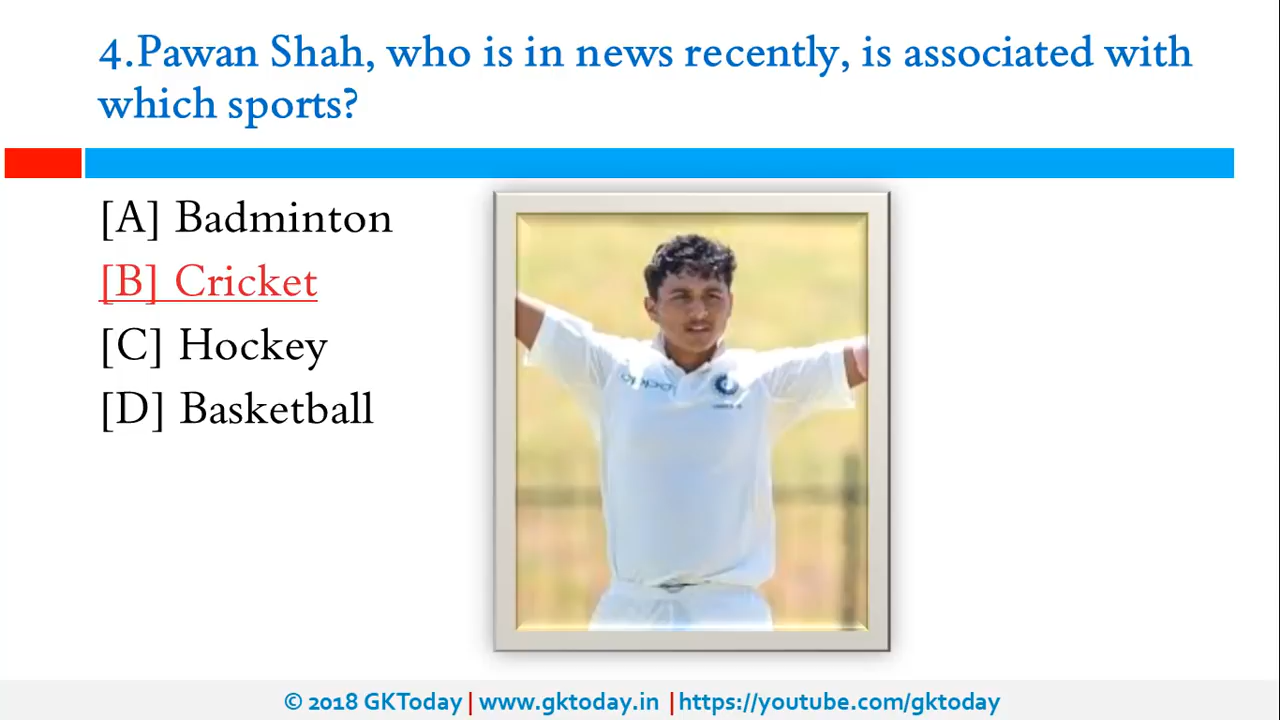 4.Pawan Shah, who is in news recently, is associated with
which sports?
[A] Badminton
[B] Cricket
[C] Hockey
[D] Basketball
oppo
© 2018 GKToday | www.gktoday.in | https://youtube.com/gktoday